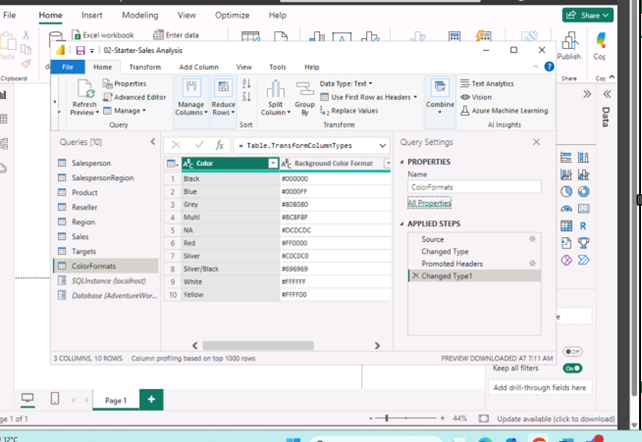 File Home Insert Modeling View Optimize Help Share
Paste Excel workbook Enter data Publish Cop
Clipboard Share Cop
02-Starter-Sales Analysis
File Home Transform Add Column View Tools Help
Refresh Preview Properties Advanced Editor Manage Manage Columns Reduce Rows Split Column Group By Data Type: Text Use First Row as Headers Replace Values Combine Text Analytics Vision Azure Machine Learning
Query Sort Transform AI Insights
Data
Queries [10]
Salesperson
SalespersonRegion
Product
Reseller
Region
Sales
Targets
ColorFormats
SQLInstance (localhost)
Database (AdventureWor...
fx = Table.TransformColumnTypes
Color Background Color Format
1 Black #000000
2 Blue #0000FF
3 Grey #808080
4 Multi #BC8F8F
5 NA #DCDCDC
6 Red #FF0000
7 Silver #C0C0C0
8 Silver/Black #696969
9 White #FFFFFF
10 Yellow #FFFF00
Query Settings
PROPERTIES
Name
ColorFormats
All Properties
APPLIED STEPS
Source
Changed Type
Promoted Headers
Changed Type1
3 COLUMNS, 10 ROWS Column profiling based on top 1000 rows PREVIEW DOWNLOADED AT 7:11 AM
Off
Keep all filters
On
Add drill-through fields here
Page 1
ge 1 of 1 44% Update available (click to download)
12°C